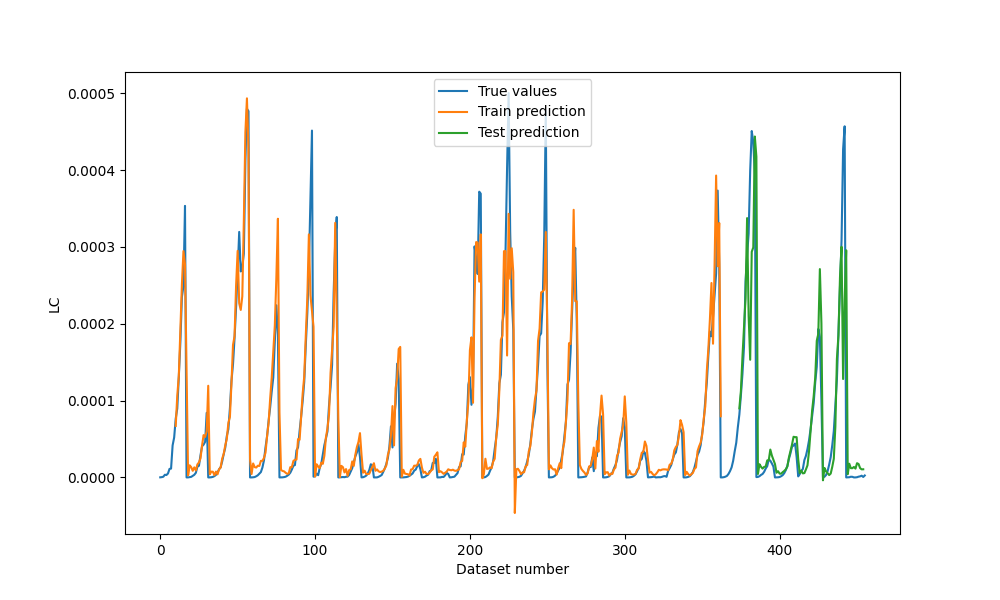 True values
Train prediction
Test prediction
0.0005
0.0004
0.0003
0.0002
0.0001
0.0000
LC
0 100 200 300 400
Dataset number